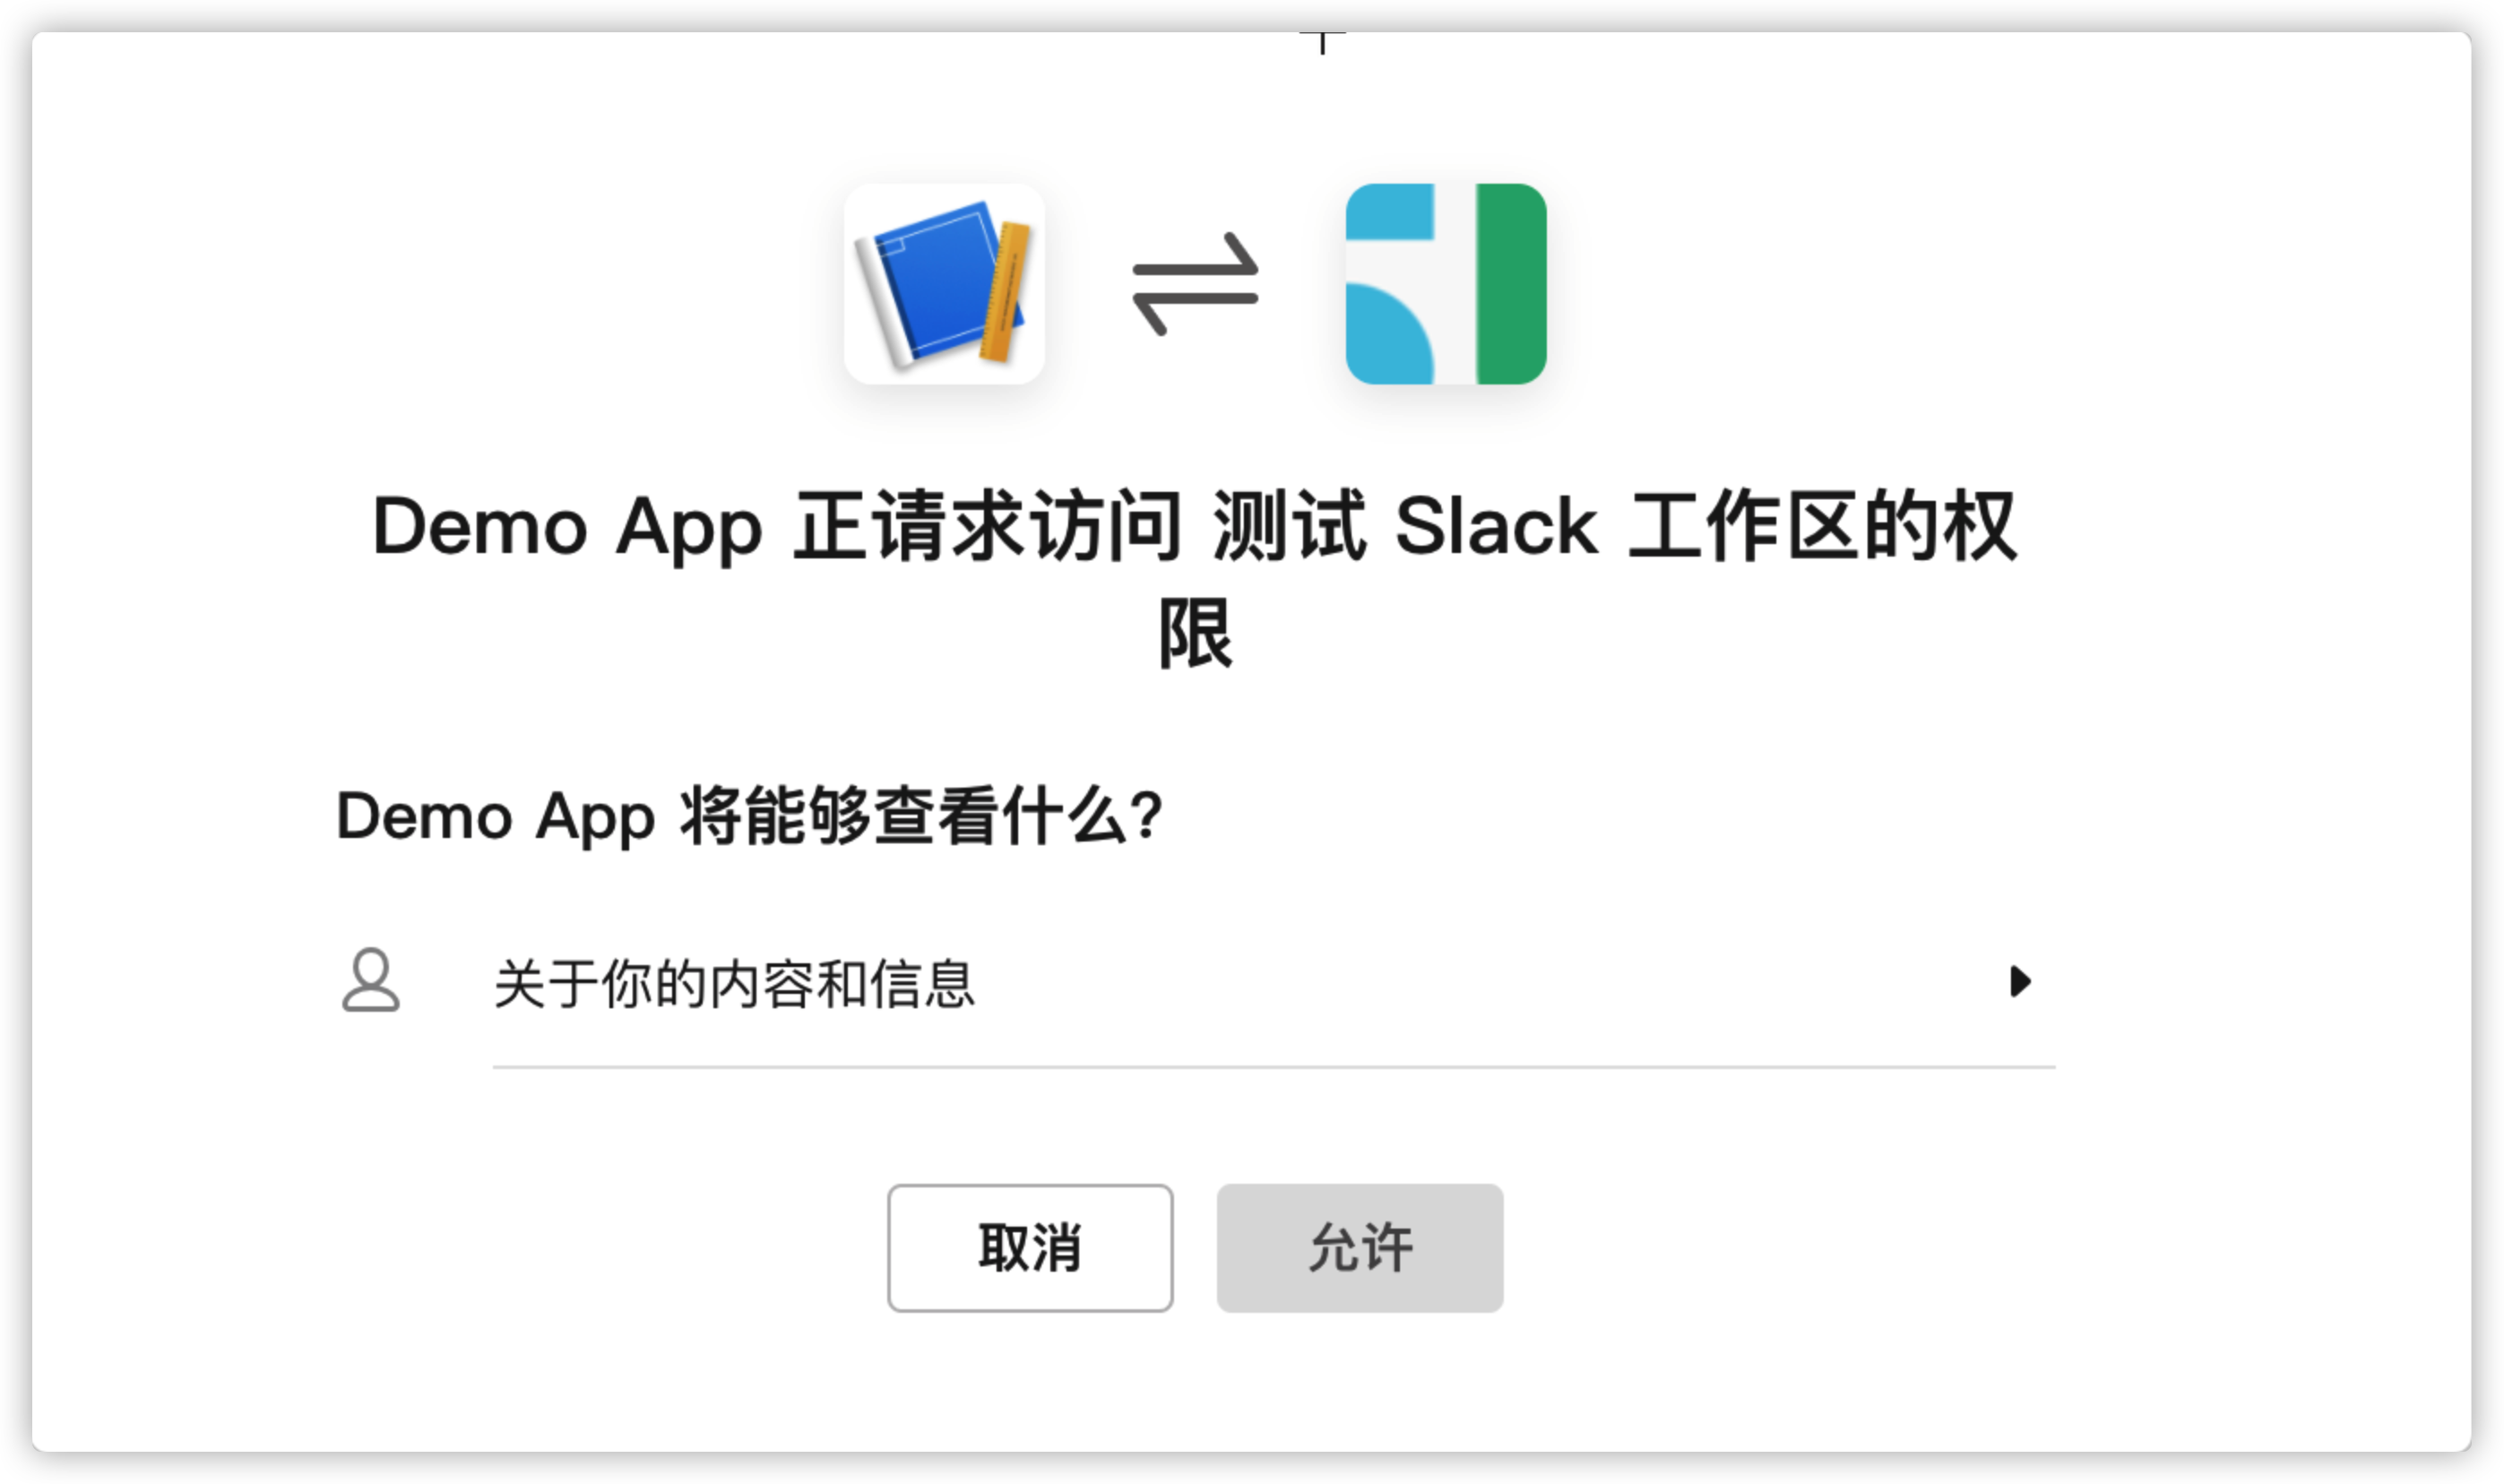 Demo App 正请求访问 测试 Slack 工作区的权
限
Demo App 将能够查看什么?
关于你的内容和信息
取消
允许